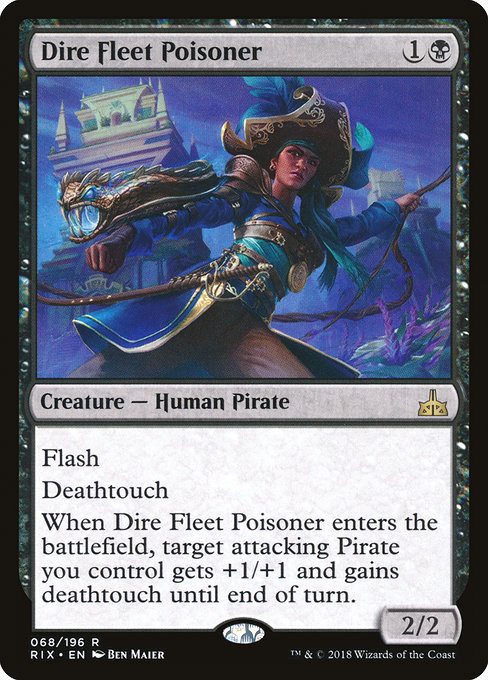 Dire Fleet Poisoner 1
Creature — Human Pirate
Flash
Deathtouch
When Dire Fleet Poisoner enters the
battlefield, target attacking Pirate
you control gets +1/+1 and gains
deathtouch until end of turn.
2/2
068/196 R
RIX • EN Ben Maier
™ & © 2018 Wizards of the Coast